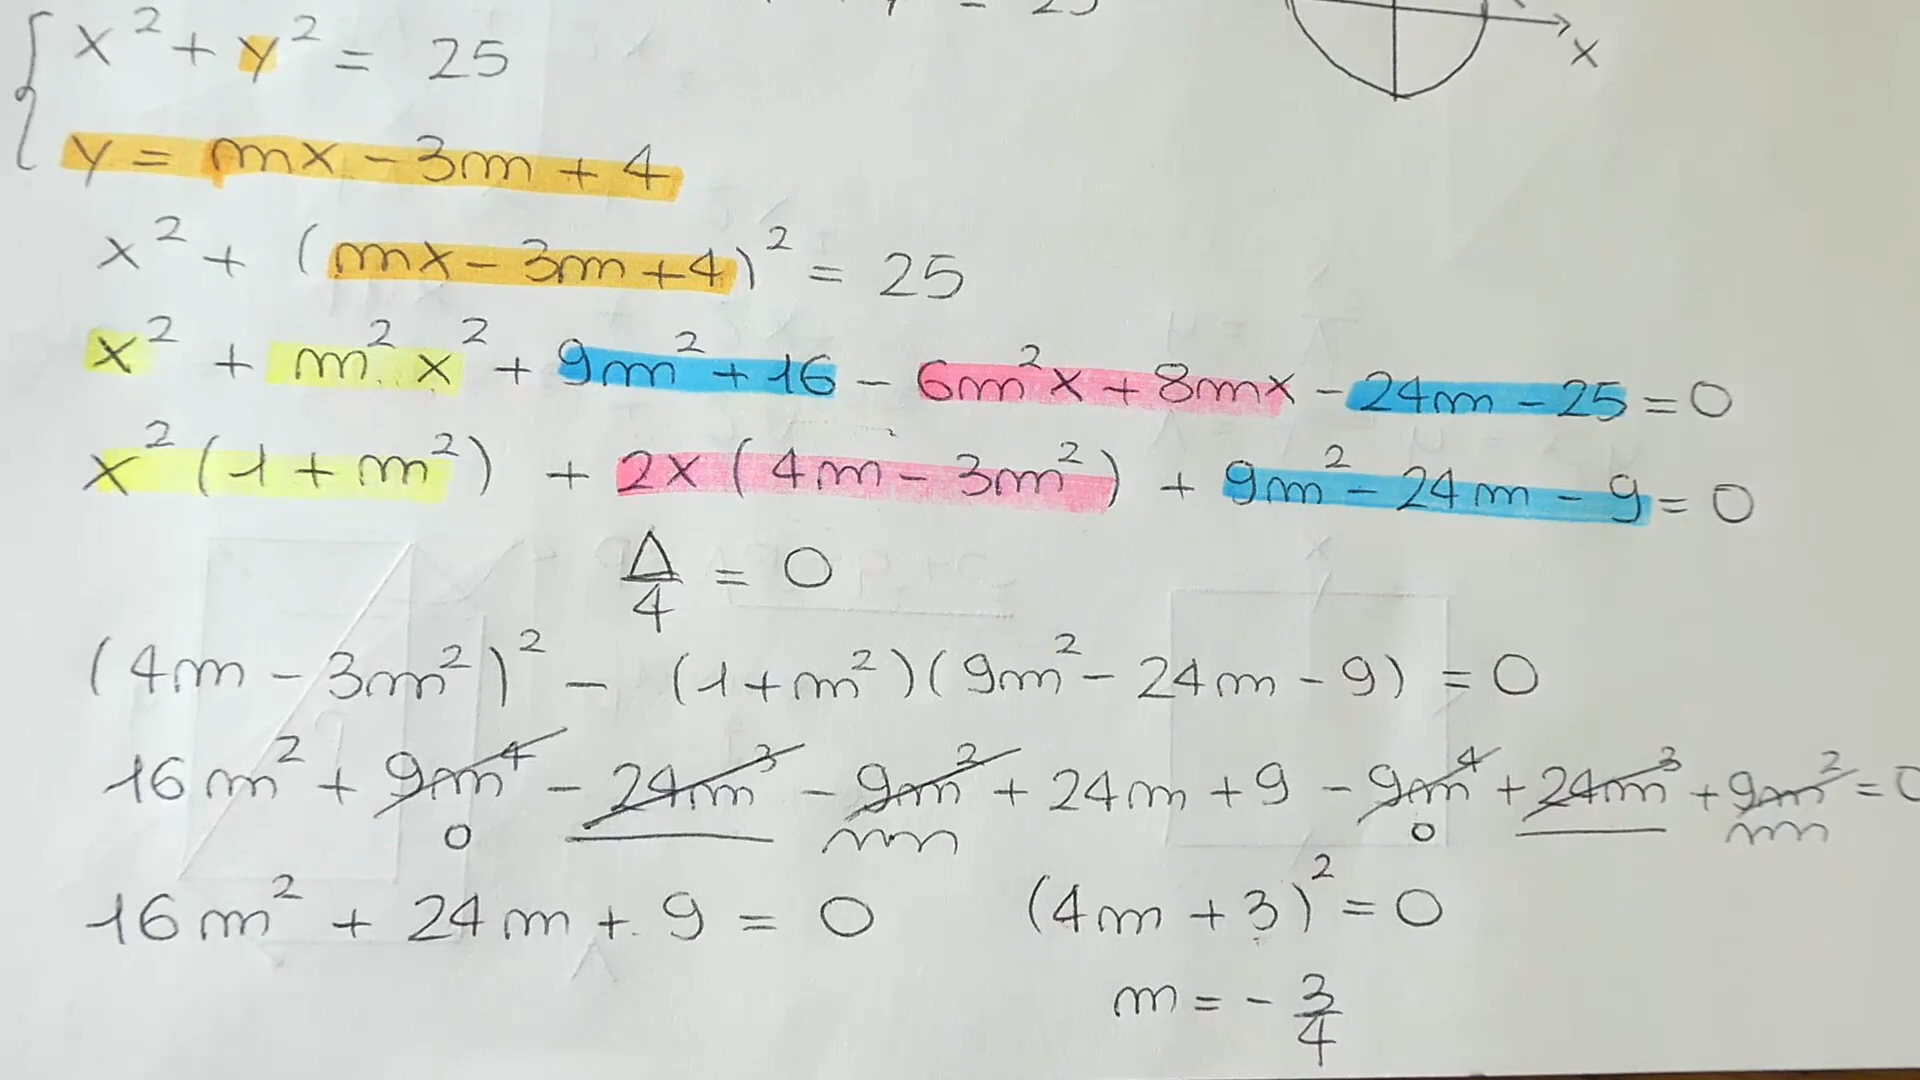 = 25
x
x² + y² = 25
y = mx - 3m + 4
x² + (mx - 3m + 4)² = 25
x² + m²x² + 9m² + 16 - 6m²x + 8mx - 24m - 25 = 0
x²(1 + m²) + 2x(4m - 3m²) + 9m² - 24m - 9 = 0
Δ/4 = 0
(4m - 3m²)² - (1 + m²)(9m² - 24m - 9) = 0
16m² + 9m⁴ - 24m³ - 9m² + 24m + 9 - 9m⁴ + 24m³ + 9m² = 0
16m² + 24m + 9 = 0 (4m + 3)² = 0
m = - 3/4